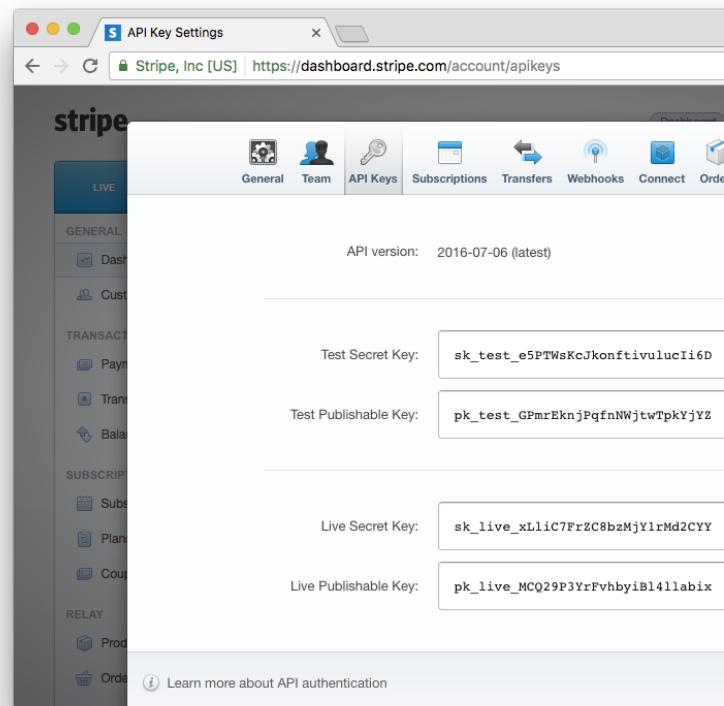 API Key Settings
Stripe, Inc [US] https://dashboard.stripe.com/account/apikeys
stripe
Dashboard
General Team API Keys Subscriptions Transfers Webhooks Connect Orde
LIVE
GENERAL
Dash
Cust
TRANSACT
Payn
Trans
Balan
SUBSCRIP
Subs
Plans
Coup
RELAY
Prod
Orde
API version: 2016-07-06 (latest)
Test Secret Key: sk_test_e5PTWsKcJkonftivulucIi6D
Test Publishable Key: pk_test_GPmrEknjPqfnNWjtwTpkYjYZ
Live Secret Key: sk_live_xLliC7FrZC8bzMjY1rMd2CYY
Live Publishable Key: pk_live_MCQ29P3YrFvhbyiBl4llabix
Learn more about API authentication